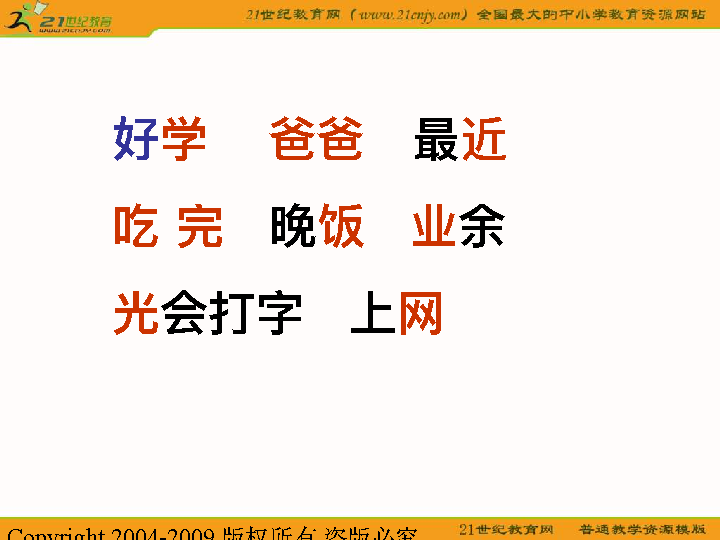 21世纪教育
www.21cnjy.com
21世纪教育网（www.21cnjy.com）全国最大的中小学教育资源网站
好学 爸爸 最近
吃 完 晚饭 业余
光会打字 上网
Copyright 2004-2009 版权所有 盗版必究
21世纪教育网 普通教学资源模版